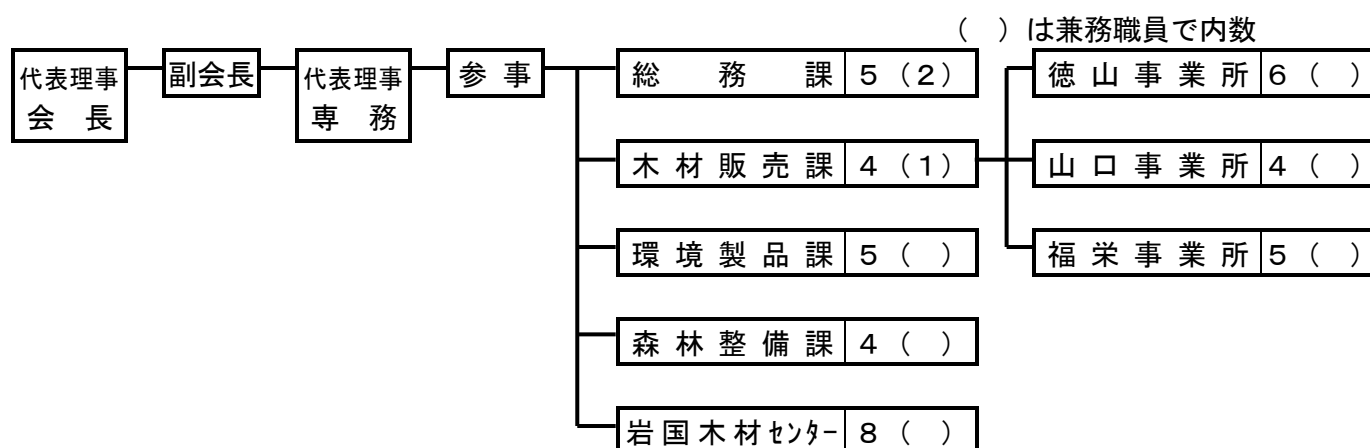 （　）は兼務職員で内数
代表理事
会　長
副会長
代表理事
専　務
参　事
総　務　課 ５（２）
木材販売課 ４（１）
環境製品課 ５（　）
森林整備課 ４（　）
岩国木材ｾﾝﾀｰ ８（　）
徳山事業所 ６（　）
山口事業所 ４（　）
福栄事業所 ５（　）